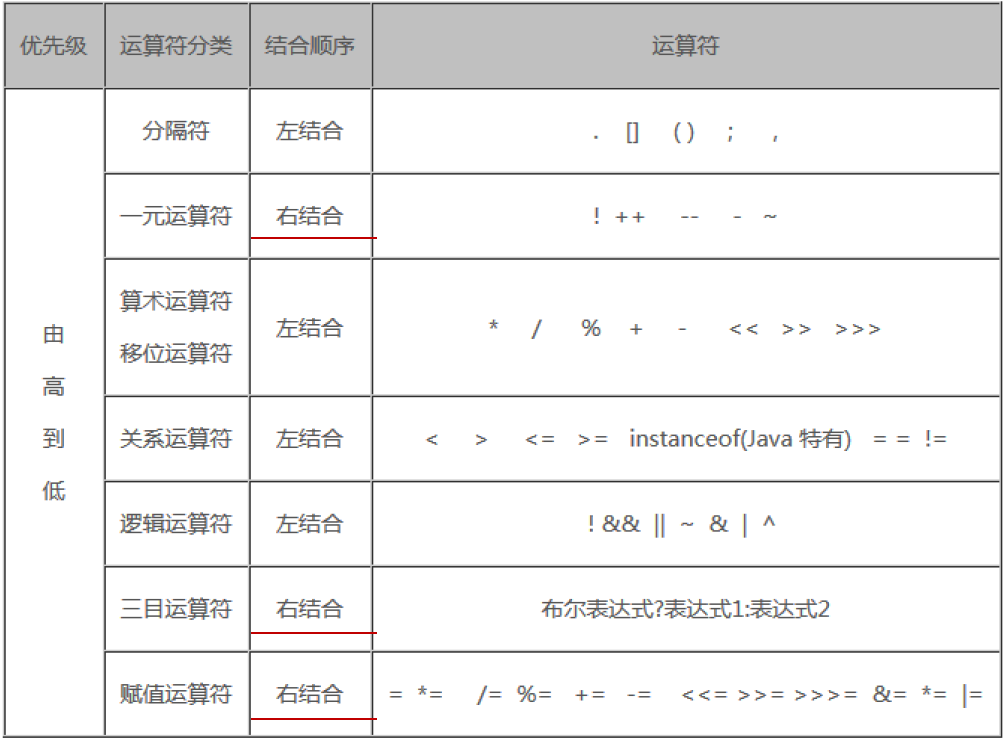 优先级 运算符分类 结合顺序 运算符
由
高
到
低
分隔符 左结合 . [] () ; ,
一元运算符 右结合 ! ++ -- - ~
算术运算符
移位运算符
左结合 * / % + - << >> >>>
关系运算符 左结合 < > <= >= instanceof(Java 特有) = = !=
逻辑运算符 左结合 ! && || ~ & | ^
三目运算符 右结合 布尔表达式?表达式1:表达式2
赋值运算符 右结合 = *= /= %= += -= <<= >>= >>>= &= *= |=